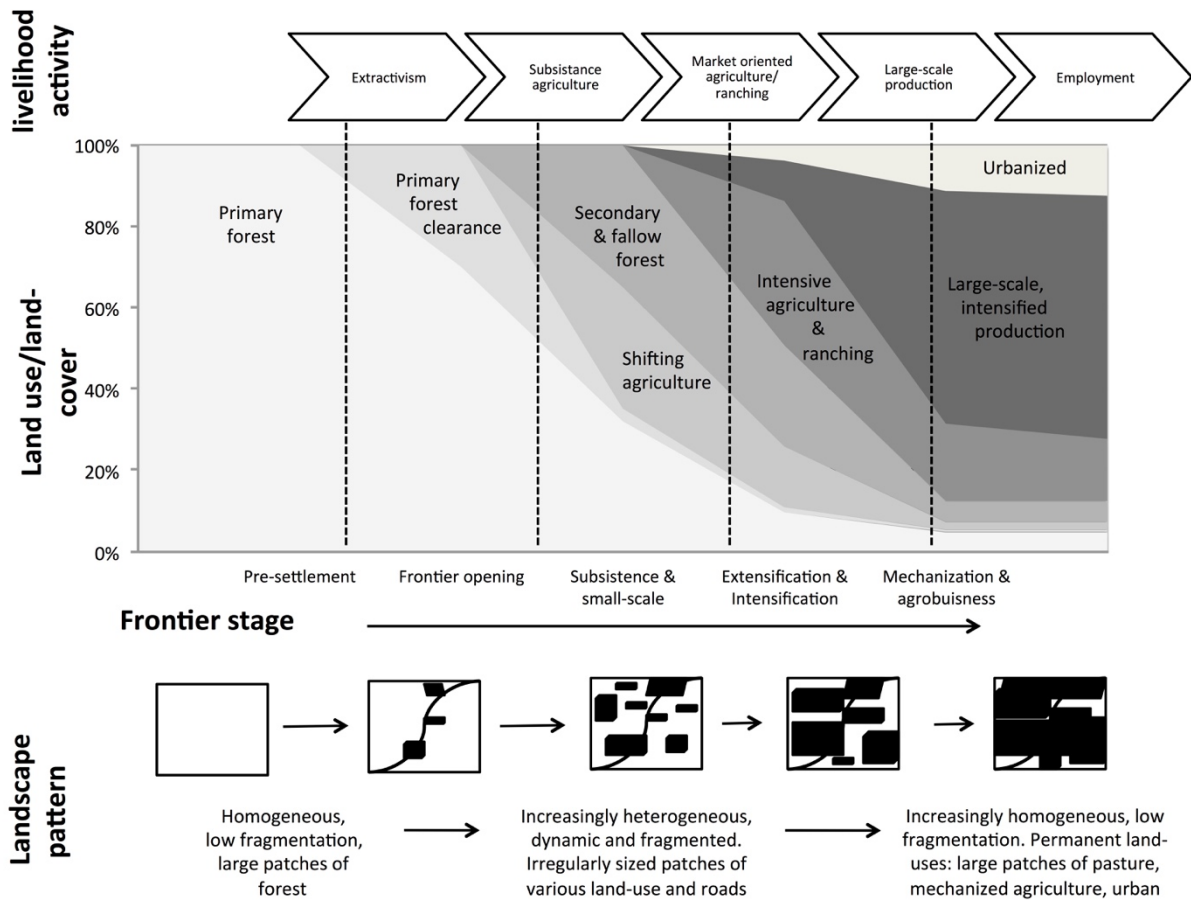 livelihood
activity
Extractivism
Subsistance
agriculture
Market oriented
agriculture/
ranching
Large-scale
production
Employment
Land use/land-
cover
100%
80%
60%
40%
20%
0%
Primary
forest
Primary
forest
clearance
Secondary
& fallow
forest
Shifting
agriculture
Intensive
agriculture
&
ranching
Large-scale,
intensified
production
Urbanized
Pre-settlement
Frontier opening
Subsistence &
small-scale
Extensification &
Intensification
Mechanization &
agrobuisness
Frontier stage
Landscape
pattern
Homogeneous,
low fragmentation,
large patches of
forest
Increasingly heterogeneous,
dynamic and fragmented.
Irregularly sized patches of
various land-use and roads
Increasingly homogeneous, low
fragmentation. Permanent land-
uses: large patches of pasture,
mechanized agriculture, urban